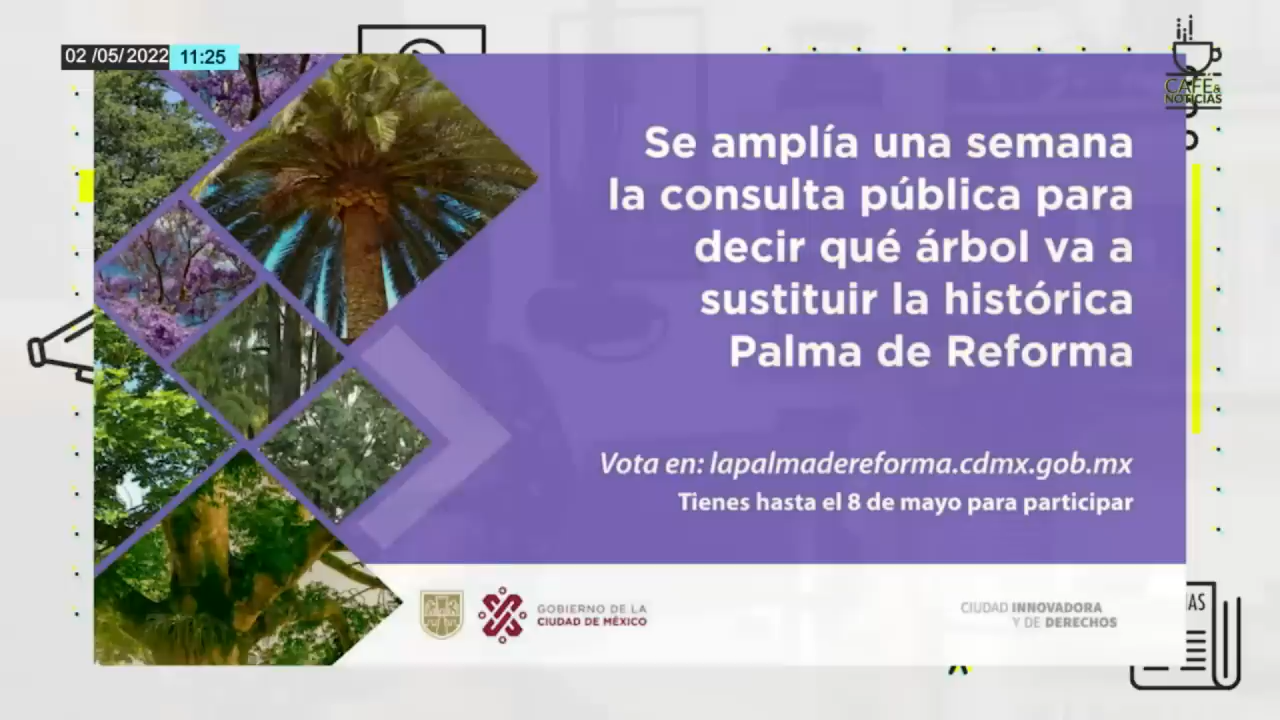 02 /05/ 2022 11:25
CAFÉ&
NOTICIAS
Se amplía una semana
la consulta pública para
decir qué árbol va a
sustituir la histórica
Palma de Reforma
Vota en: lapalmadereforma.cdmx.gob.mx
Tienes hasta el 8 de mayo para participar
GOBIERNO DE LA
CIUDAD DE MÉXICO
CIUDAD INNOVADORA
Y DE DERECHOS
IAS